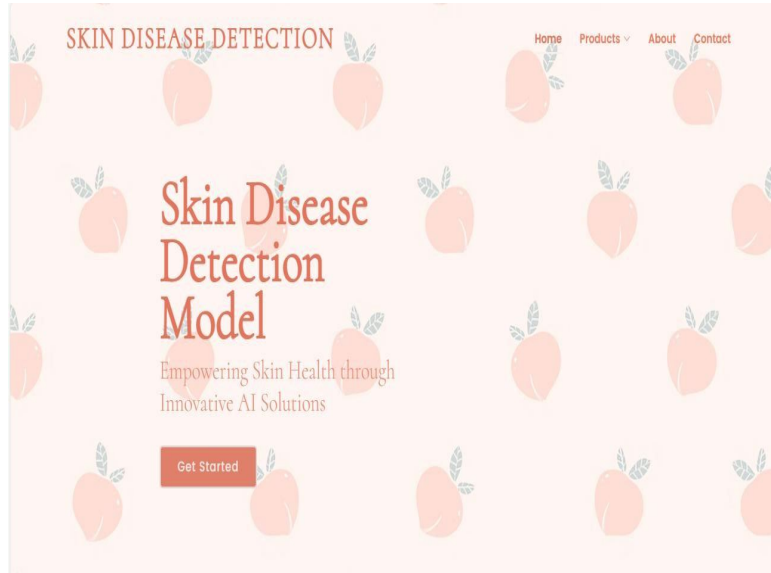 SKIN DISEASE DETECTION
Home Products About Contact
Skin Disease
Detection
Model
Empowering Skin Health through
Innovative AI Solutions
Get Started